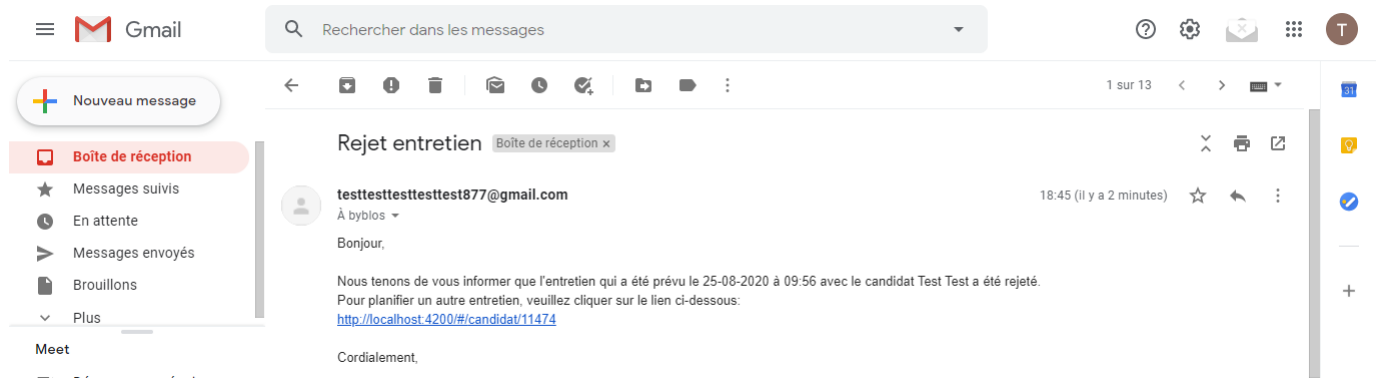 Gmail
Rechercher dans les messages
T
Nouveau message
1 sur 13
31
Boîte de réception
Messages suivis
En attente
Messages envoyés
Brouillons
Plus
Meet
Rejet entretien Boîte de réception ×
testtesttesttesttest877@gmail.com 18:45 (il y a 2 minutes)
À byblos
Bonjour,
Nous tenons de vous informer que l'entretien qui a été prévu le 25-08-2020 à 09:56 avec le candidat Test Test a été rejeté.
Pour planifier un autre entretien, veuillez cliquer sur le lien ci-dessous:
http://localhost:4200/#/candidat/11474
Cordialement,